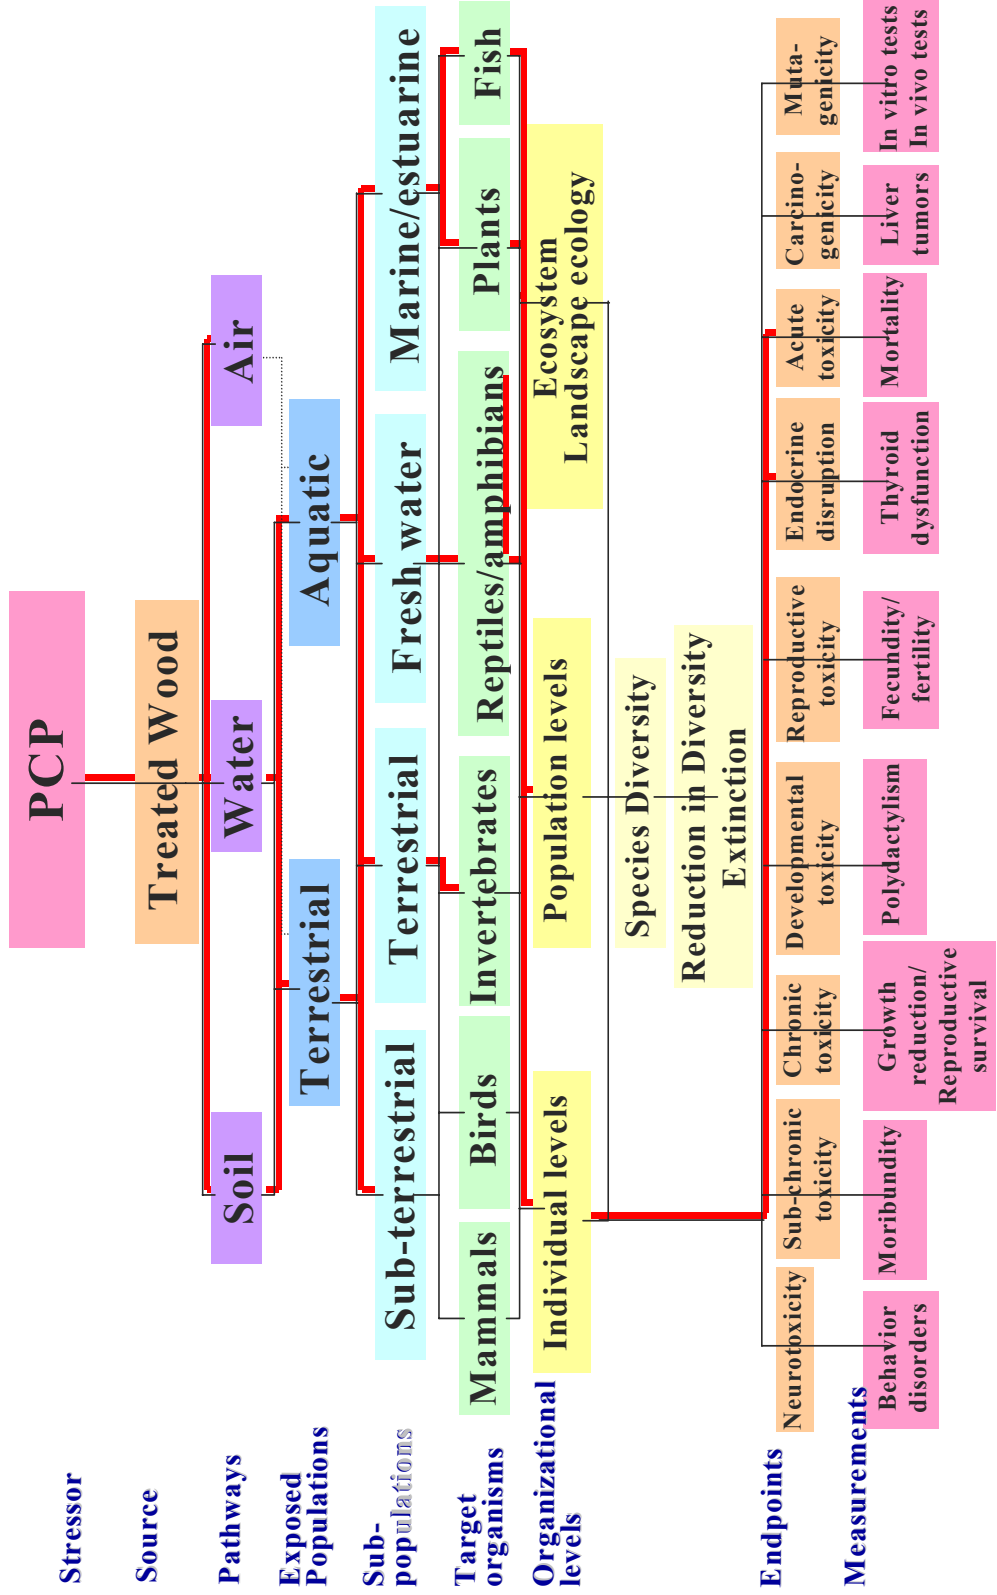 Stressor
PCP
Source
Treated Wood
Pathways
Soil
Water
Air
Exposed
Populations
Terrestrial
Aquatic
Sub-
populations
Sub-terrestrial
Terrestrial
Fresh water
Marine/estuarine
Target
organisms
Mammals
Birds
Invertebrates
Reptiles/amphibians
Plants
Fish
Organizational
levels
Individual levels
Population levels
Ecosystem
Landscape ecology
Species Diversity
Reduction in Diversity
Extinction
Endpoints
Neurotoxicity
Sub-chronic
toxicity
Chronic
toxicity
Developmental
toxicity
Reproductive
toxicity
Endocrine
disruption
Acute
toxicity
Carcino-
genicity
Muta-
genicity
Measurements
Behavior
disorders
Moribundity
Growth
reduction/
Reproductive
survival
Polydactylism
Fecundity/
fertility
Thyroid
dysfunction
Mortality
Liver
tumors
In vitro tests
In vivo tests